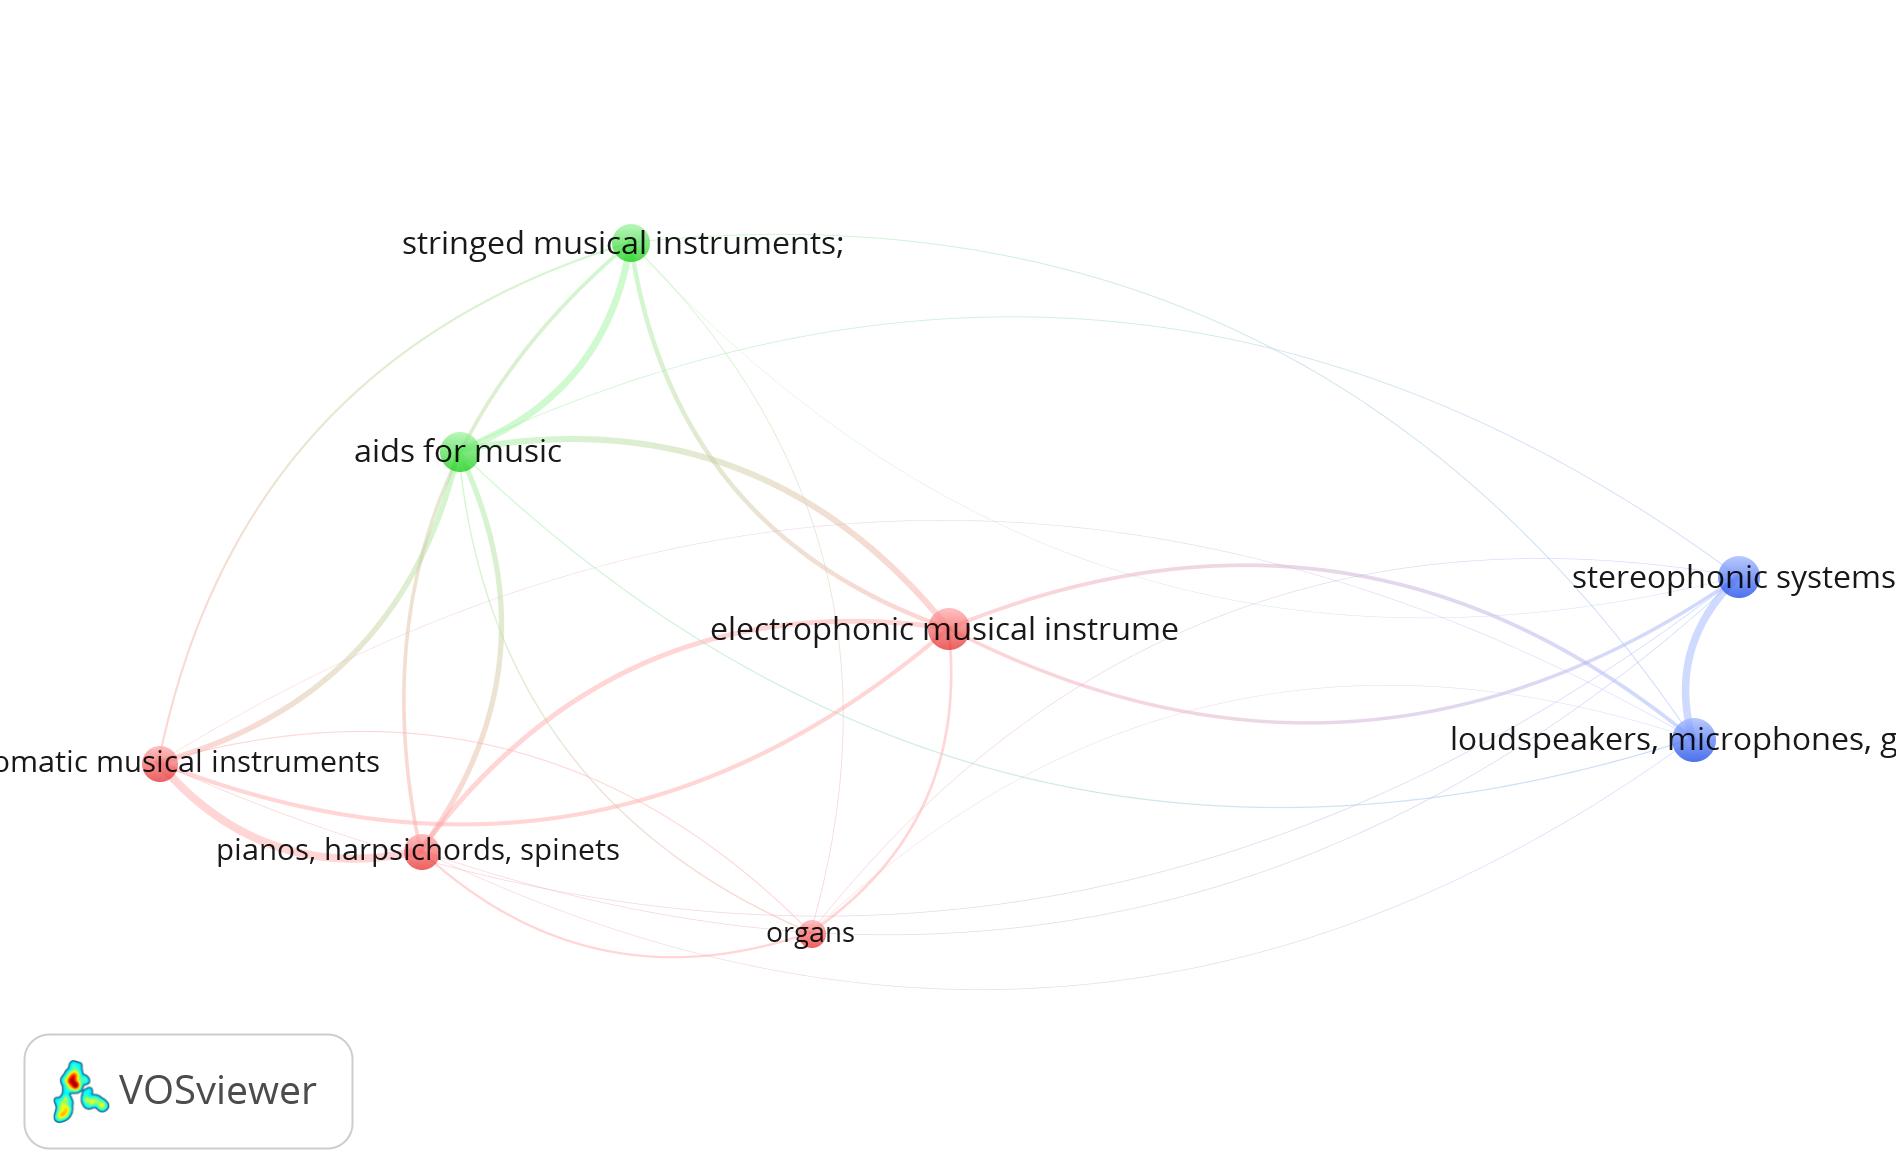 stringed musical instruments;
aids for music
stereophonic systems
electrophonic musical instrume
loudspeakers, microphones, g
omatic musical instruments
pianos, harpsichords, spinets
organs
VOSviewer